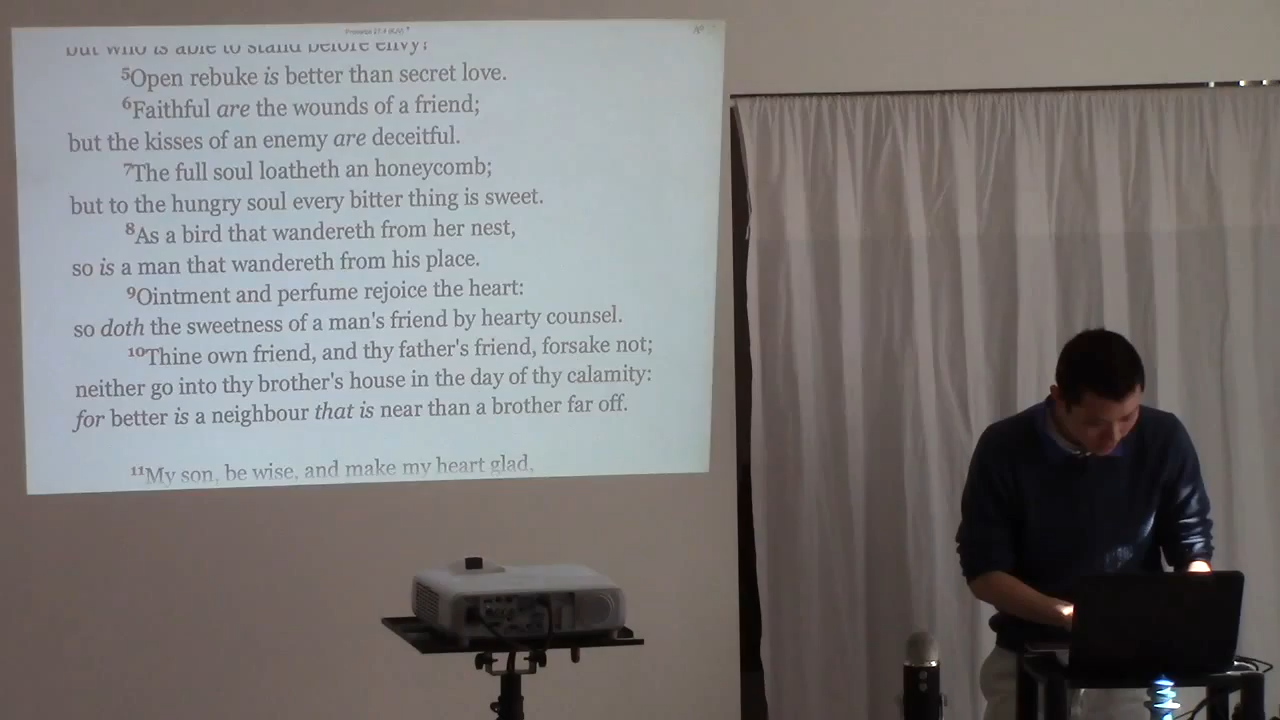 Proverbs 27:4 (KJV)
but who is able to stand before envy?
5Open rebuke is better than secret love.
6Faithful are the wounds of a friend;
but the kisses of an enemy are deceitful.
7The full soul loatheth an honeycomb;
but to the hungry soul every bitter thing is sweet.
8As a bird that wandereth from her nest,
so is a man that wandereth from his place.
9Ointment and perfume rejoice the heart:
so doth the sweetness of a man's friend by hearty counsel.
10Thine own friend, and thy father's friend, forsake not;
neither go into thy brother's house in the day of thy calamity:
for better is a neighbour that is near than a brother far off.
11My son, be wise, and make my heart glad,